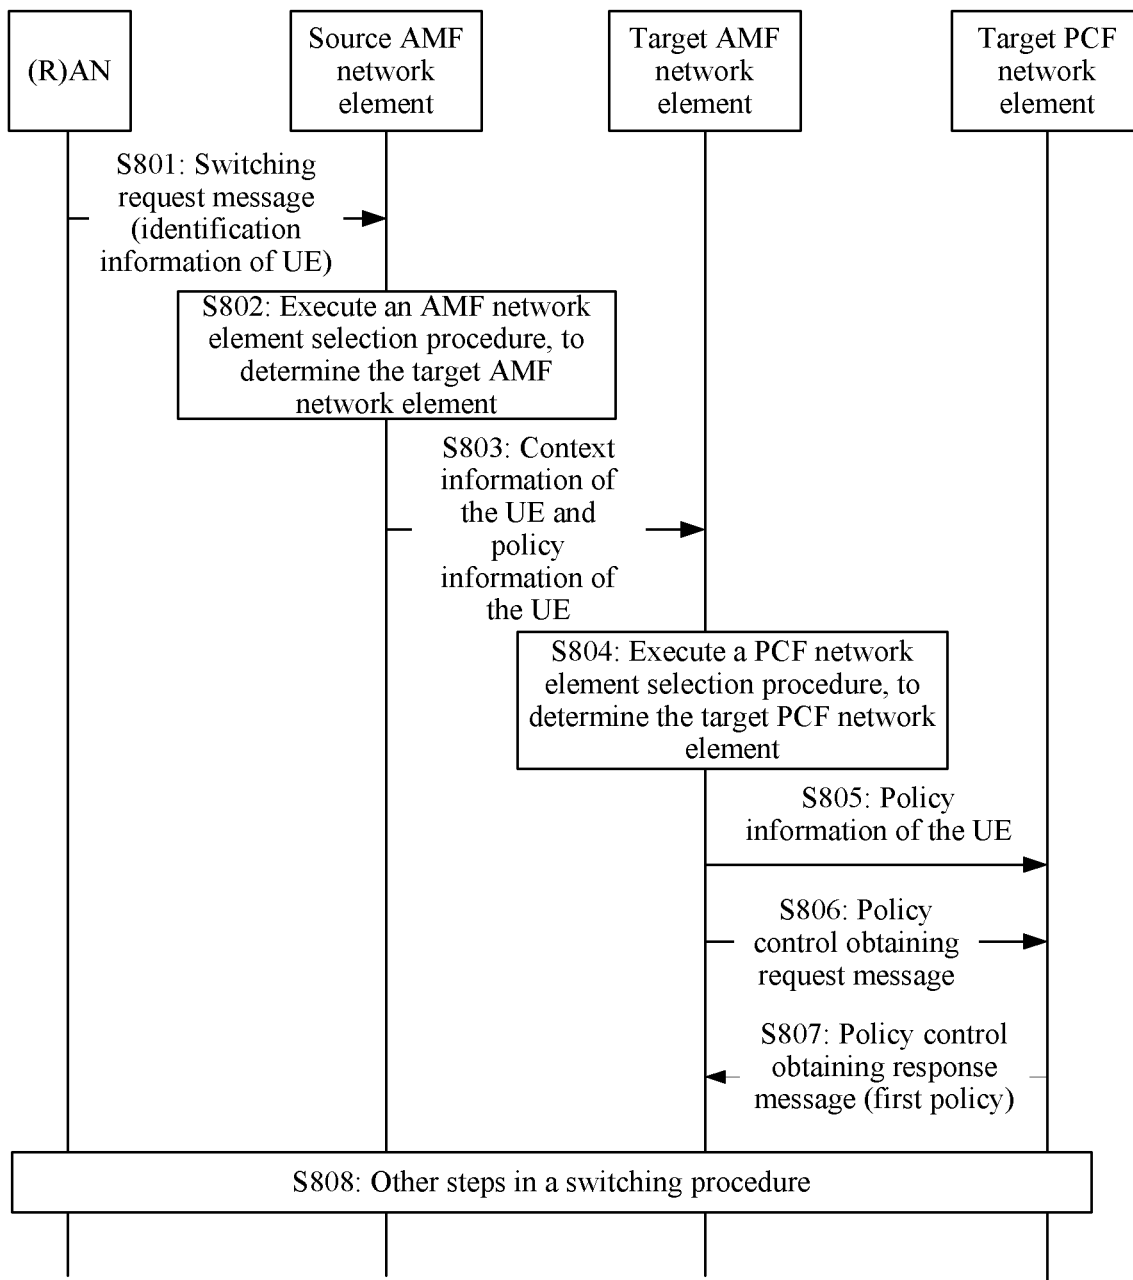 (R)AN
Source AMF
network
element
Target AMF
network
element
Target PCF
network
element
S801: Switching
request message
(identification
information of UE)
S802: Execute an AMF network
element selection procedure, to
determine the target AMF
network element
S803: Context
information of
the UE and
policy
information of
the UE
S804: Execute a PCF network
element selection procedure, to
determine the target PCF network
element
S805: Policy
information of the UE
S806: Policy
control obtaining
request message
S807: Policy control
obtaining response
message (first policy)
S808: Other steps in a switching procedure